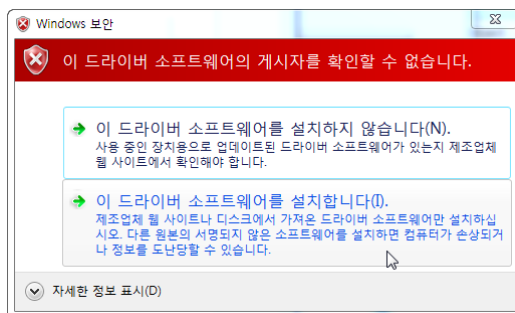 Windows 보안
이 드라이버 소프트웨어의 게시자를 확인할 수 없습니다.
이 드라이버 소프트웨어를 설치하지 않습니다(N).
사용 중인 장치용으로 업데이트된 드라이버 소프트웨어가 있는지 제조업체
웹 사이트에서 확인해야 합니다.
이 드라이버 소프트웨어를 설치합니다(I).
제조업체 웹 사이트나 디스크에서 가져온 드라이버 소프트웨어만 설치하십
시오. 다른 원본의 서명되지 않은 소프트웨어를 설치하면 컴퓨터가 손상되거
나 정보를 도난당할 수 있습니다.
자세한 정보 표시(D)